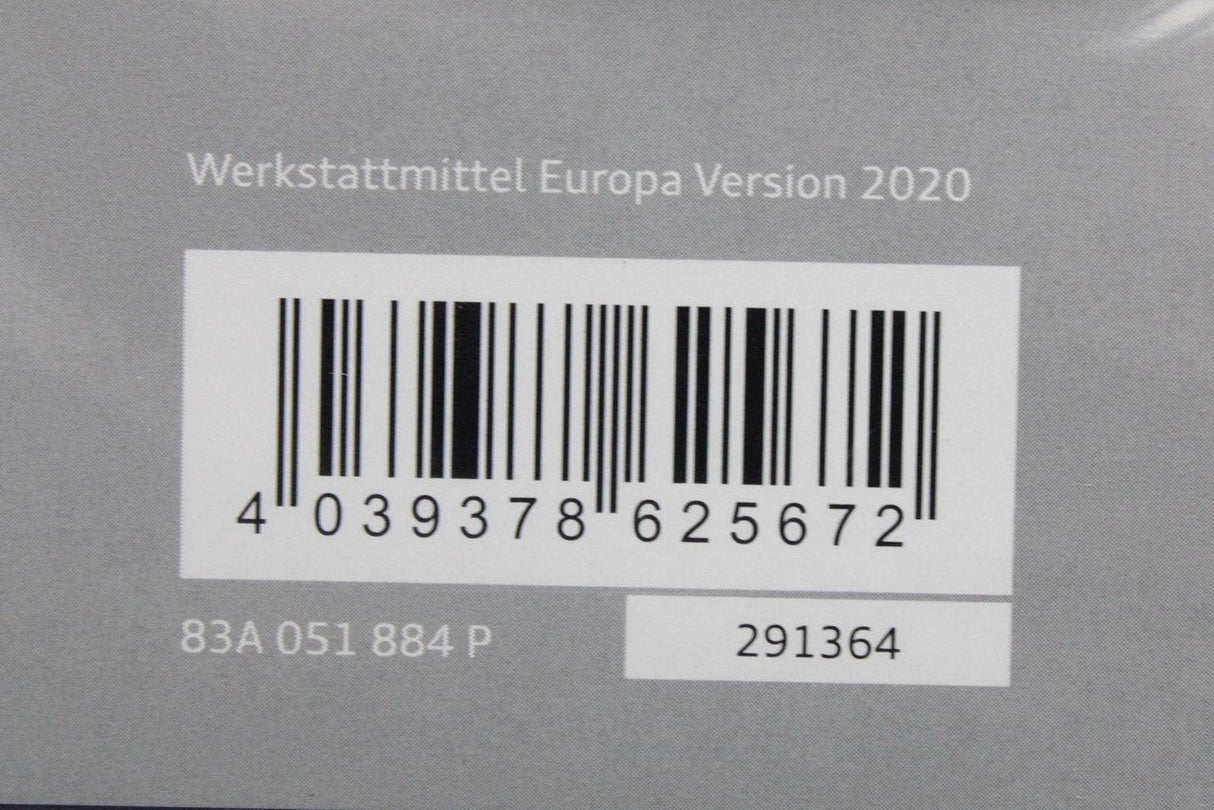 Werkstattmittel Europa Version 2020
4 039378 625672
83A 051 884 P
291364